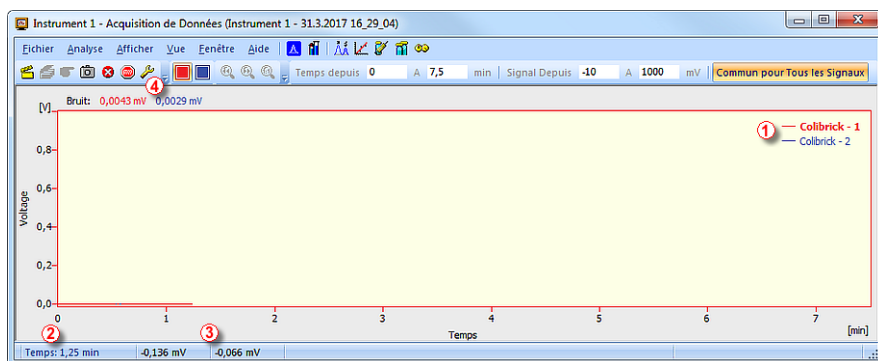 Instrument 1 - Acquisition de Données (Instrument 1 - 31.3.2017 16_29_04)
Fichier Analyse Afficher Vue Fenêtre Aide
Temps depuis 0 A 7,5 min Signal Depuis -10 A 1000 mV Commun pour Tous les Signaux
4
[V] Bruit: 0,0043 mV 0,0029 mV
1 Colibrick - 1
Colibrick - 2
0,8
0,6
Voltage
0,4
0,2
0,0
0 1 2 3 4 5 6 7
2 3 Temps [min]
Temps: 1,25 min -0,136 mV -0,066 mV